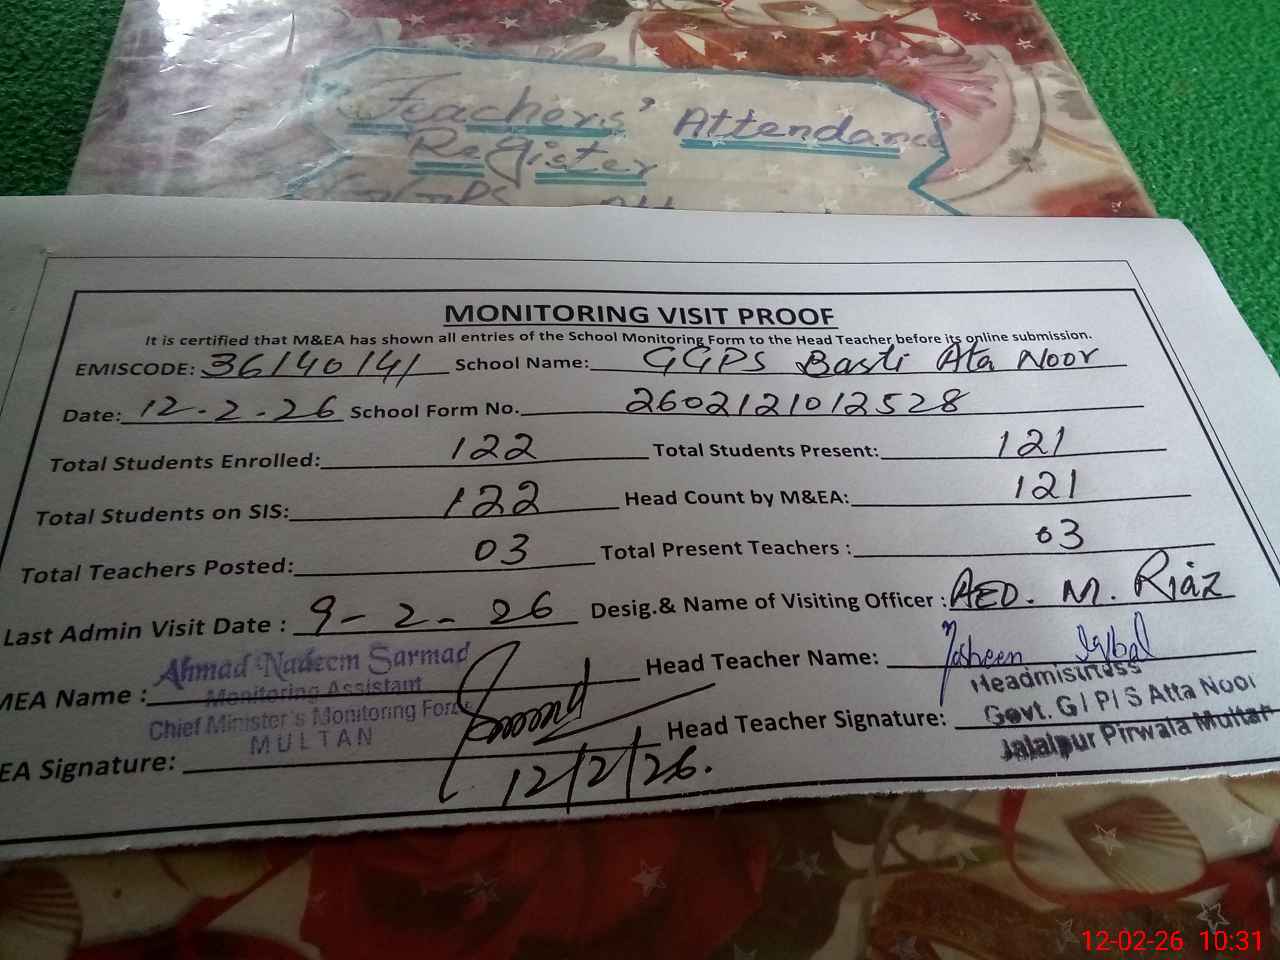 Teachers' Attendance
Register
MONITORING VISIT PROOF
It is certified that M&EA has shown all entries of the School Monitoring Form to the Head Teacher before its online submission.
EMISCODE: 36140141 School Name: GGPS Basti Ata Noor
Date: 12-2-26 School Form No. 2602121012528
Total Students Enrolled: 122 Total Students Present: 121
Total Students on SIS: 122 Head Count by M&EA: 121
Total Teachers Posted: 03 Total Present Teachers : 03
Last Admin Visit Date : 9-2-26 Desig.& Name of Visiting Officer : AEO. M. Riaz
MEA Name : Ahmad Nadeem Sarmad Head Teacher Name: Iqbal
Monitoring Assistant
Chief Minister's Monitoring Force
MULTAN
Headmistress
Govt. G/P/S Atta Noor
Jalalpur Pirwala Multan
EA Signature: Head Teacher Signature:
12/2/26.
12-02-26 10:31